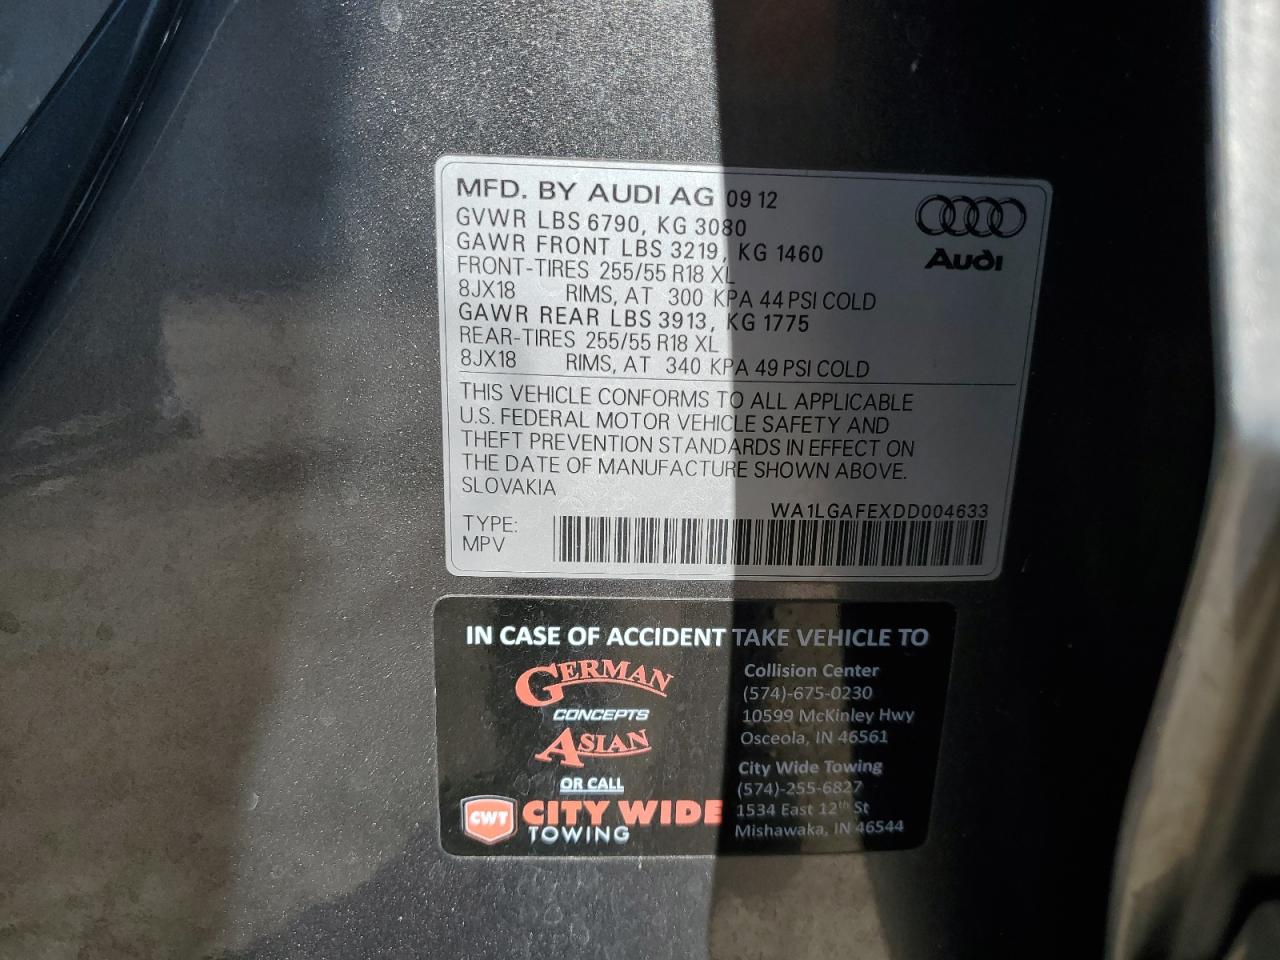 MFD. BY AUDI AG 09 12
GVWR LBS 6790, KG 3080
GAWR FRONT LBS 3219, KG 1460
FRONT-TIRES 255/55 R18 XL
8JX18 RIMS, AT 300 KPA 44 PSI COLD
GAWR REAR LBS 3913, KG 1775
REAR-TIRES 255/55 R18 XL
8JX18 RIMS, AT 340 KPA 49 PSI COLD
Audi
THIS VEHICLE CONFORMS TO ALL APPLICABLE
U.S. FEDERAL MOTOR VEHICLE SAFETY AND
THEFT PREVENTION STANDARDS IN EFFECT ON
THE DATE OF MANUFACTURE SHOWN ABOVE.
SLOVAKIA
WA1LGAFEXDD004633
TYPE:
MPV
IN CASE OF ACCIDENT TAKE VEHICLE TO
GERMAN
CONCEPTS
ASIAN
OR CALL
CWT CITY WIDE
TOWING
Collision Center
(574)-675-0230
10599 McKinley Hwy
Osceola, IN 46561
City Wide Towing
(574)-255-6827
1534 East 12th St
Mishawaka, IN 46544